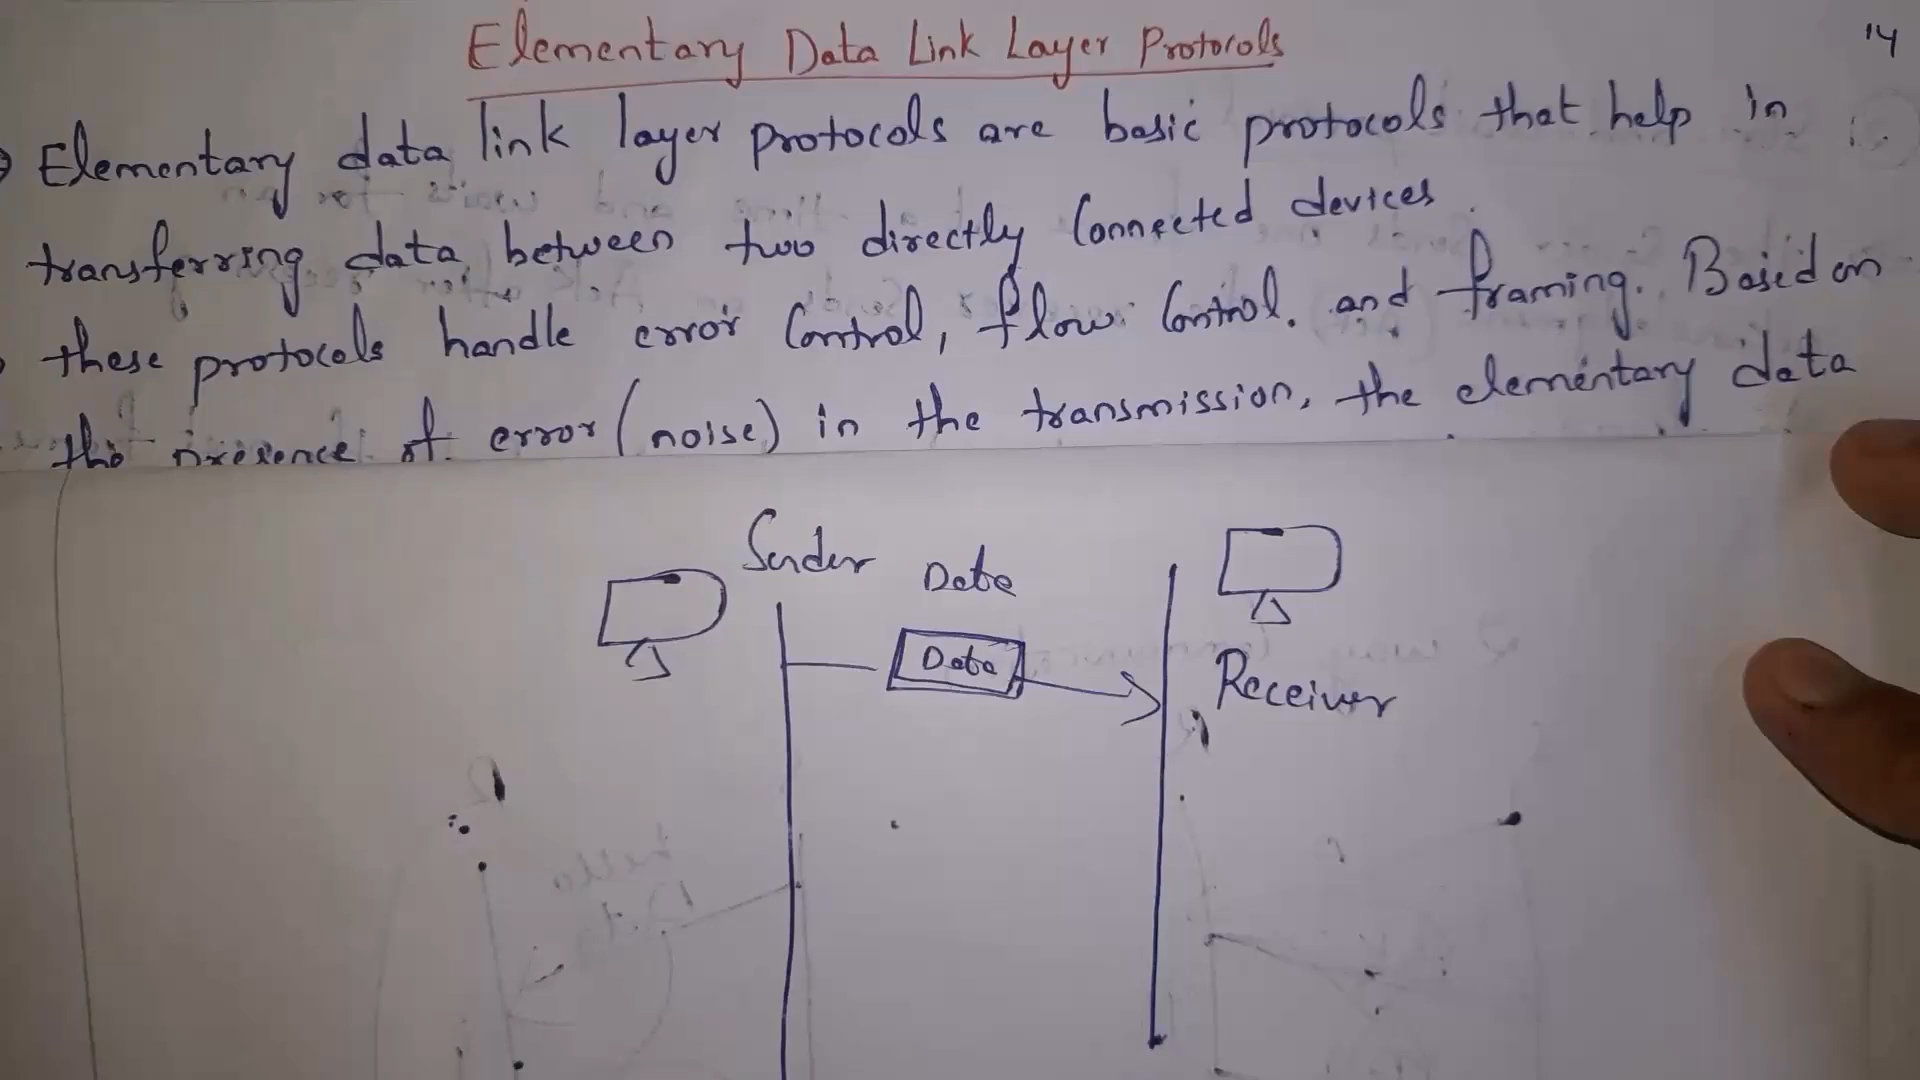 Elementary Data Link Layer Protocols
14
Elementary data link layer protocols are basic protocols that help in
transferring data between two directly connected devices.
these protocols handle error control, flow control. and framing. Based on
the presence of error (noise) in the transmission, the elementary data
Sender
Data
Data
Receiver